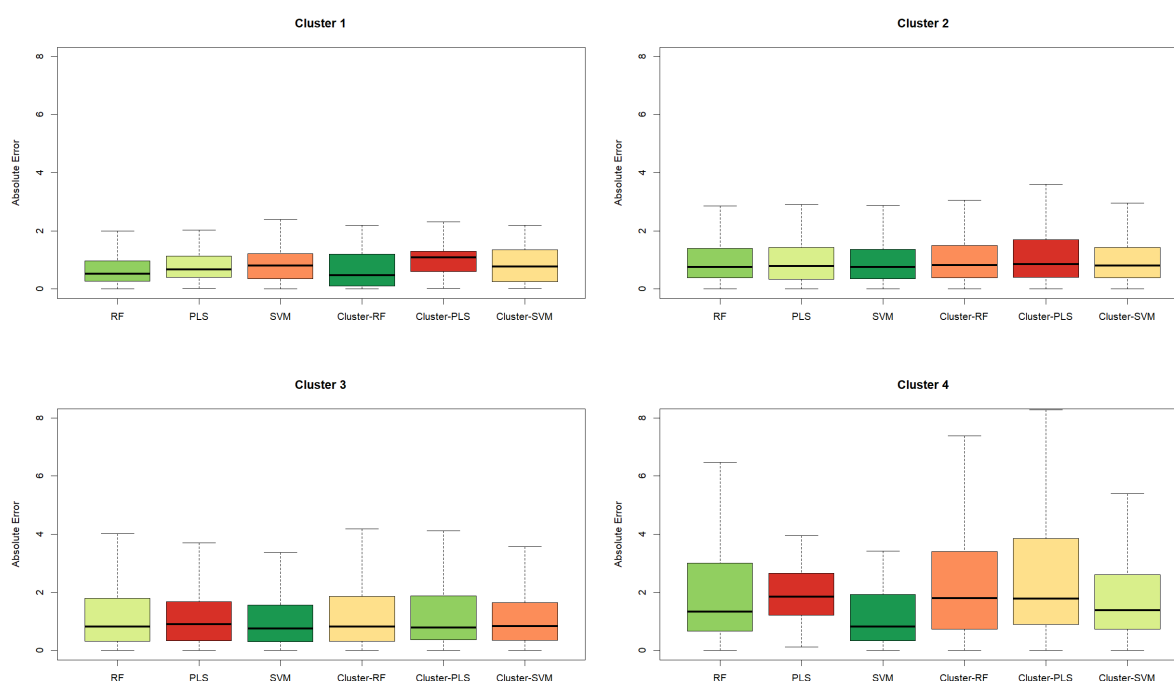 Cluster 1
Absolute Error
8
6
4
2
0
RF PLS SVM Cluster-RF Cluster-PLS Cluster-SVM
Cluster 2
Absolute Error
8
6
4
2
0
RF PLS SVM Cluster-RF Cluster-PLS Cluster-SVM
Cluster 3
Absolute Error
8
6
4
2
0
RF PLS SVM Cluster-RF Cluster-PLS Cluster-SVM
Cluster 4
Absolute Error
8
6
4
2
0
RF PLS SVM Cluster-RF Cluster-PLS Cluster-SVM